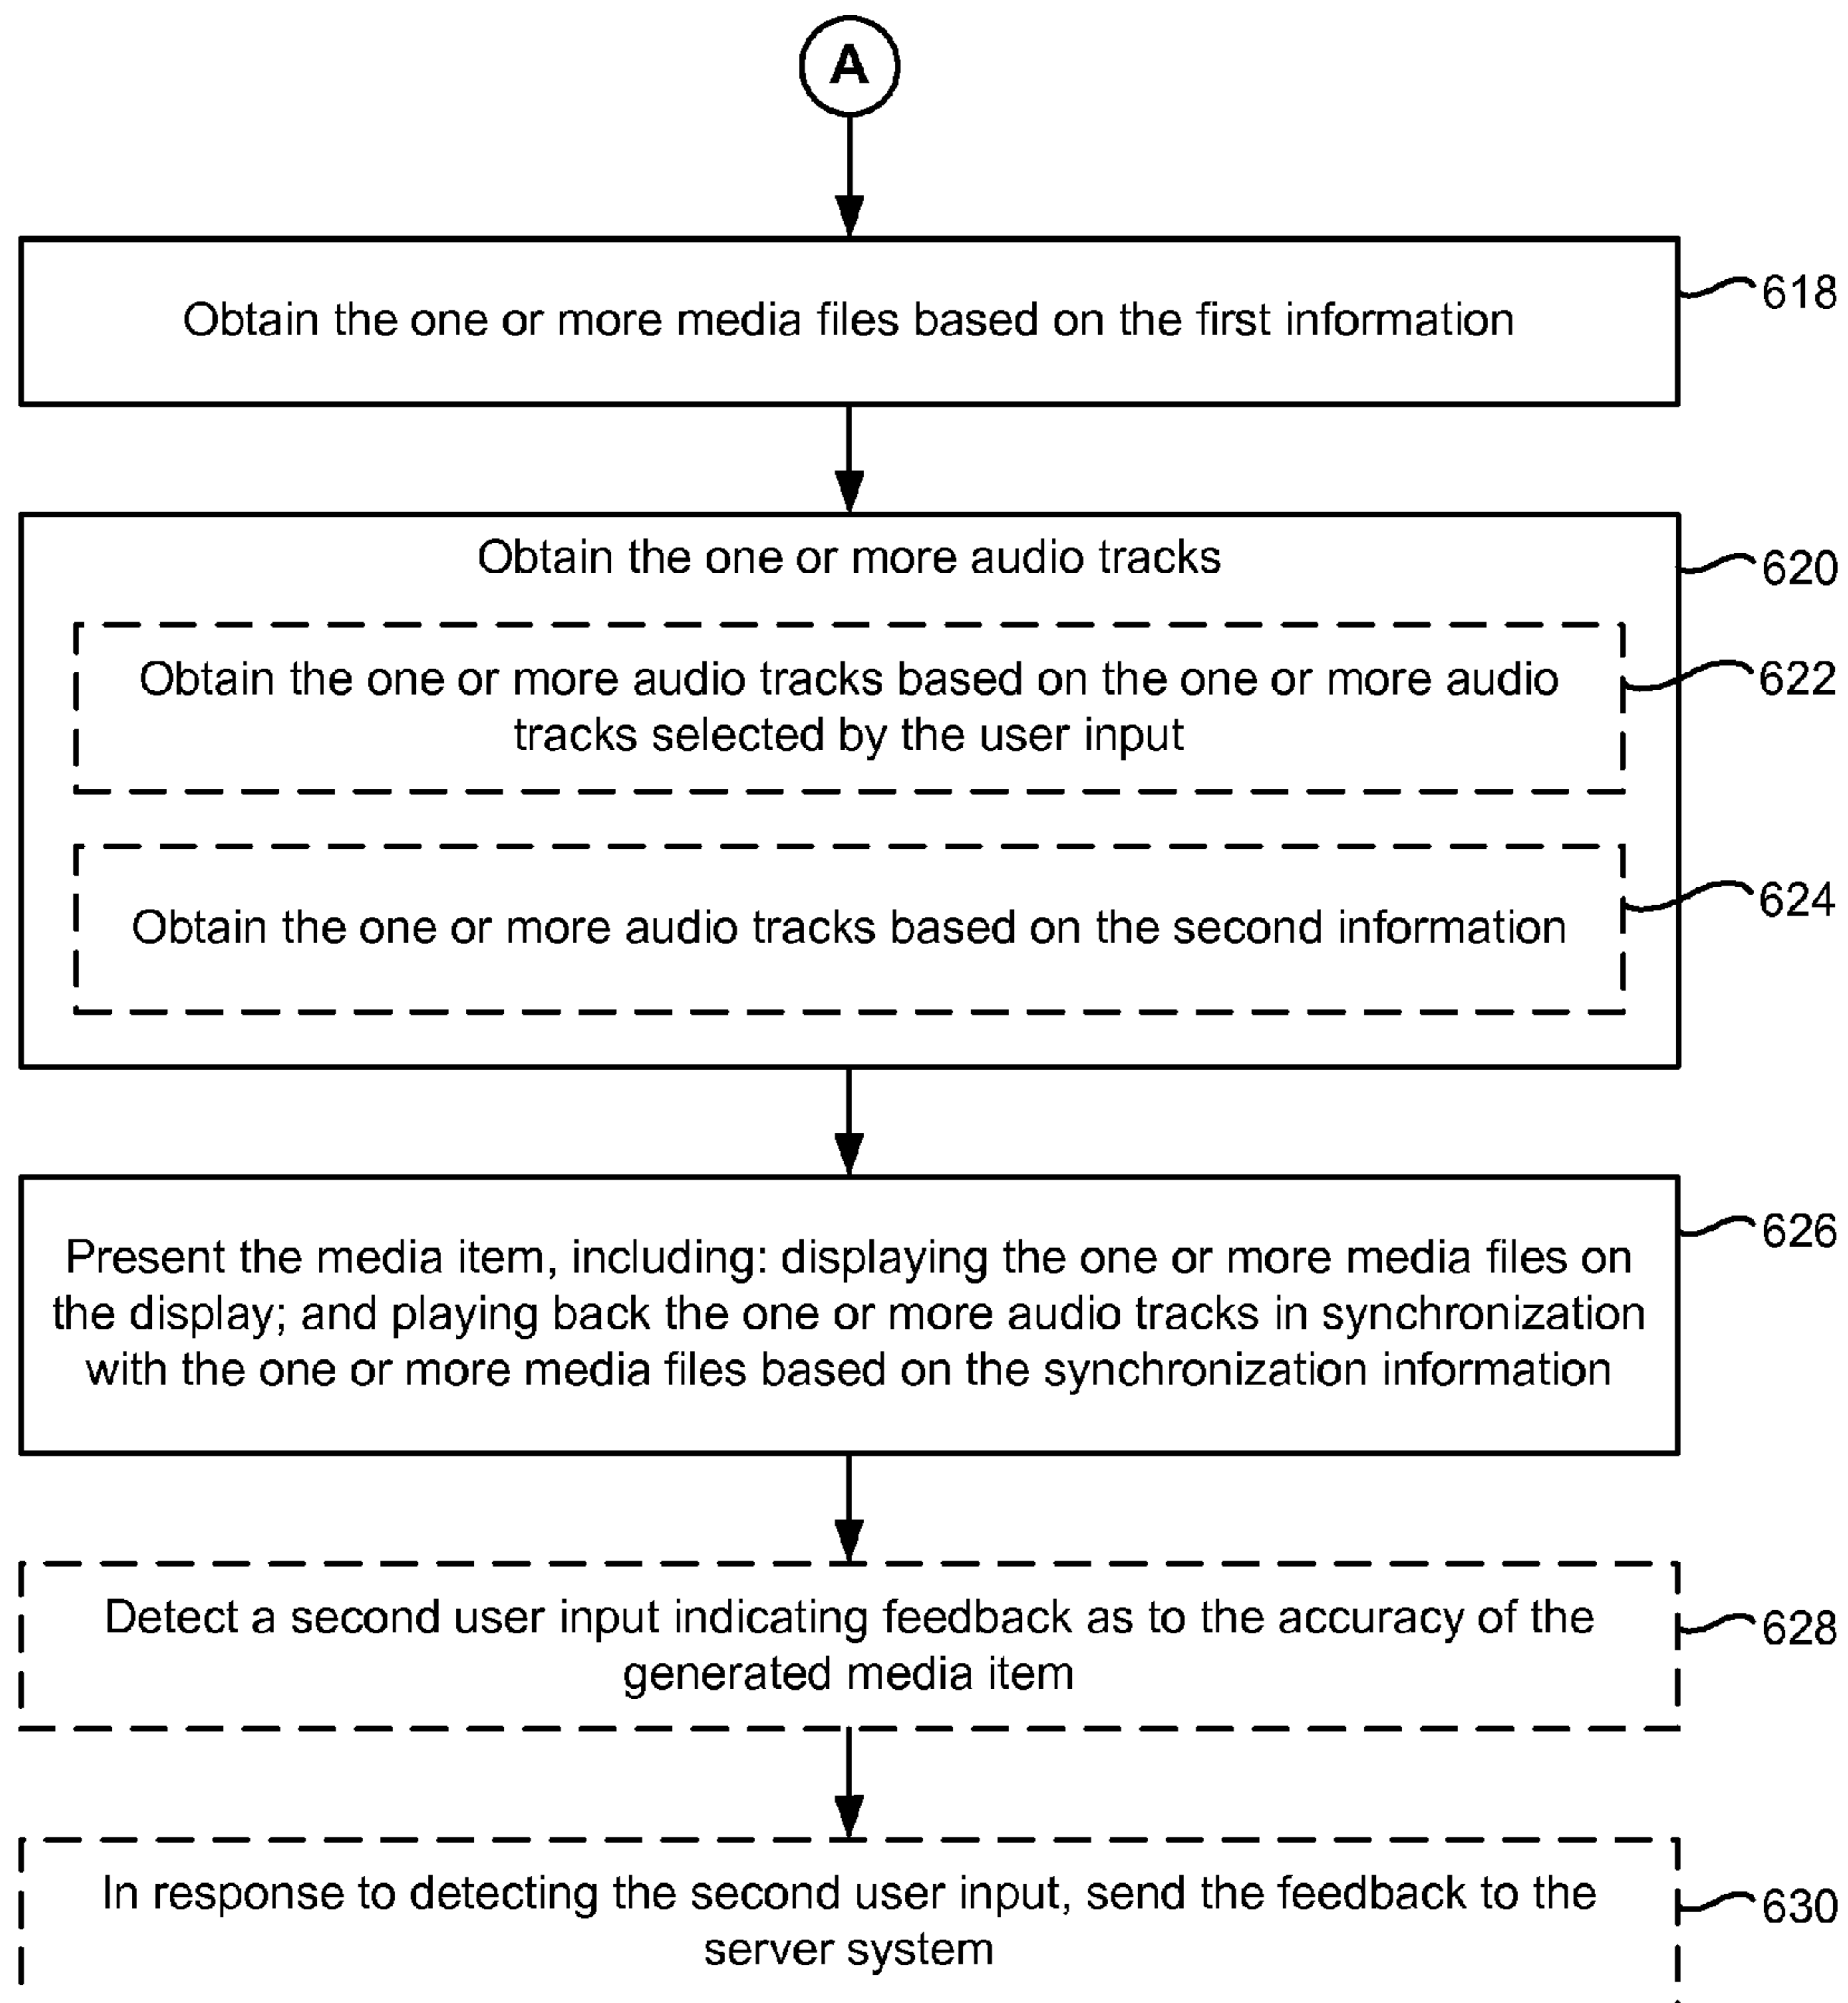 A
Obtain the one or more media files based on the first information
618
Obtain the one or more audio tracks
620
Obtain the one or more audio tracks based on the one or more audio
tracks selected by the user input
622
Obtain the one or more audio tracks based on the second information
624
Present the media item, including: displaying the one or more media files on
the display; and playing back the one or more audio tracks in synchronization
with the one or more media files based on the synchronization information
626
Detect a second user input indicating feedback as to the accuracy of the
generated media item
628
In response to detecting the second user input, send the feedback to the
server system
630